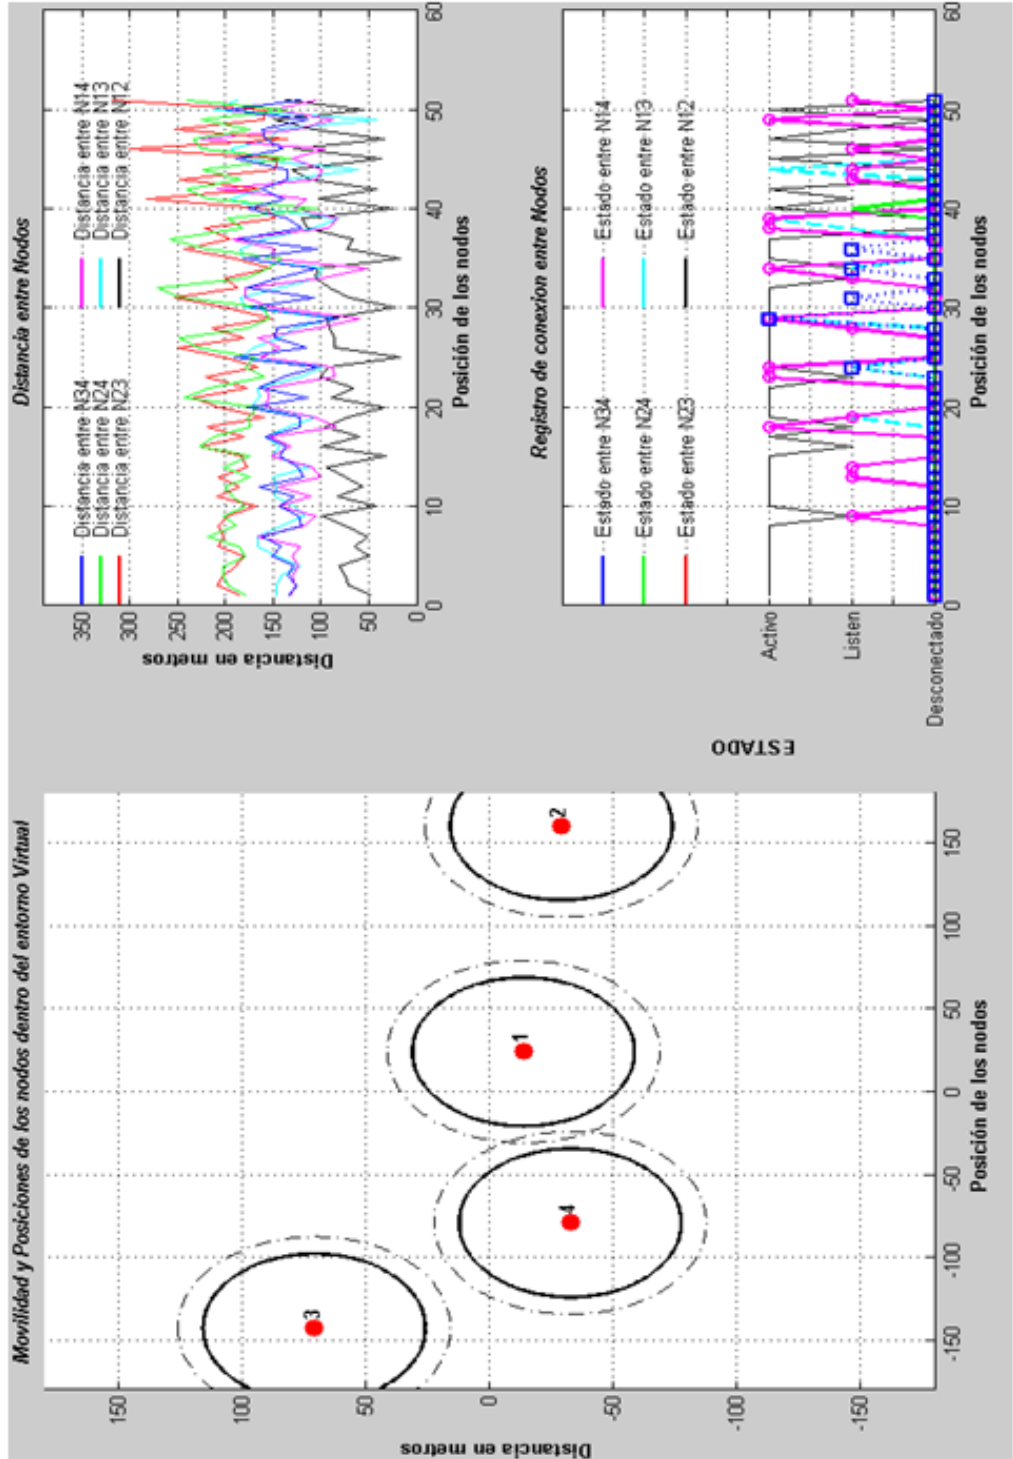 Movilidad y Posiciones de los nodos dentro del entorno Virtual
Distancia en metros
150
100
50
0
-50
-100
-150
3
4
1
2
-150
-100
-50
0
50
100
150
Posición de los nodos
Distancia entre Nodos
Distancia en metros
350
300
250
200
150
100
50
0
Distancia entre N34
Distancia entre N24
Distancia entre N23
Distancia entre N14
Distancia entre N13
Distancia entre N12
0
10
20
30
40
50
60
Posición de los nodos
Registro de conexion entre Nodos
ESTADO
Estado entre N34
Estado entre N24
Estado entre N23
Estado entre N14
Estado entre N13
Estado entre N12
Activo
Listen
Desconectado
0
10
20
30
40
50
60
Posición de los nodos